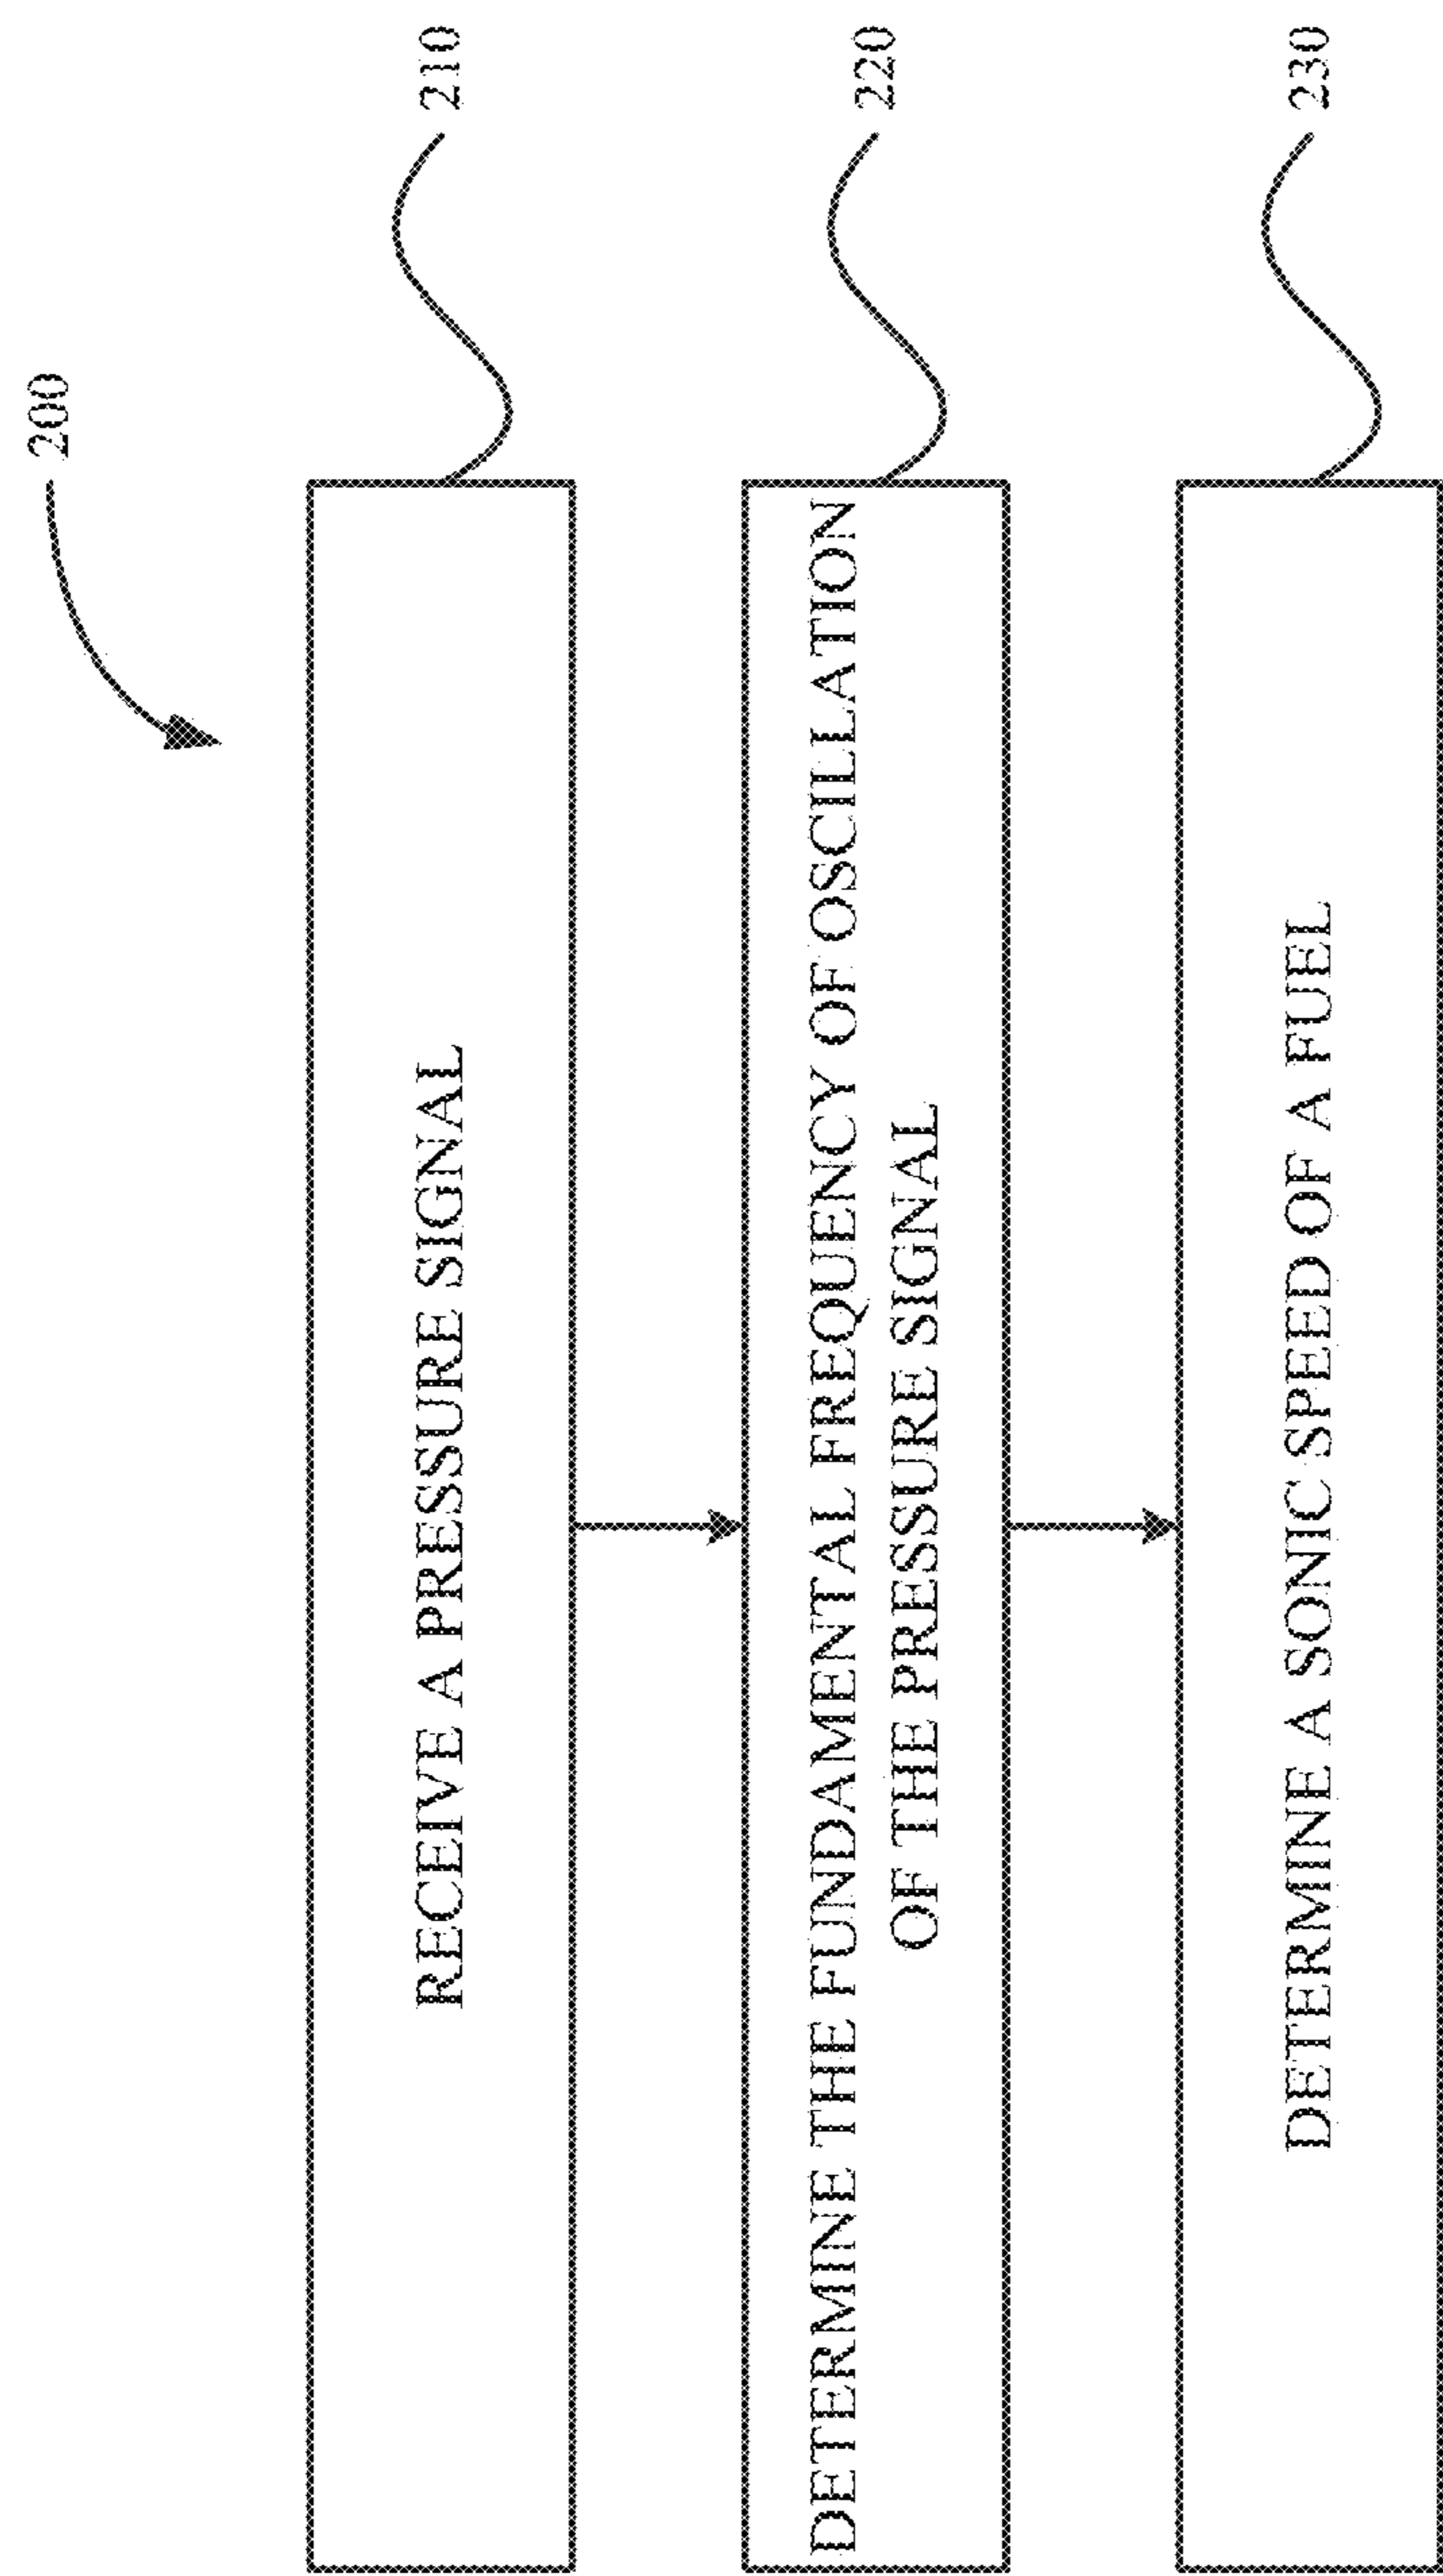 200
RECEIVE A PRESSURE SIGNAL
210
DETERMINE THE FUNDAMENTAL FREQUENCY OF OSCILLATION
OF THE PRESSURE SIGNAL
220
DETERMINE A SONIC SPEED OF A FUEL
230